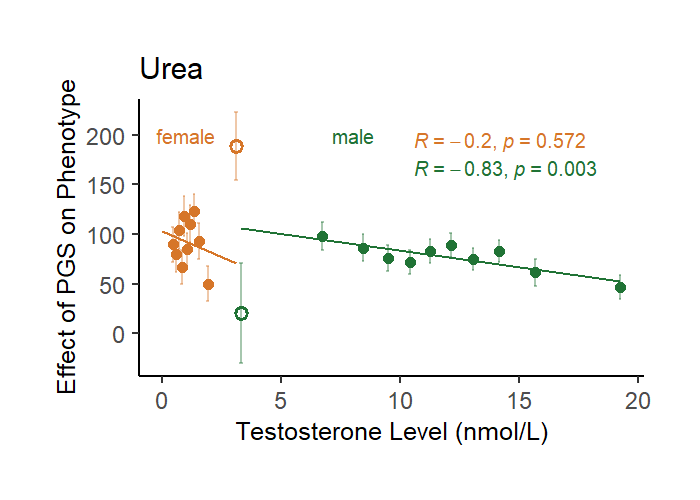 Urea
Effect of PGS on Phenotype
200
150
100
50
0
female
male
R = −0.2, p = 0.572
R = −0.83, p = 0.003
0 5 10 15 20
Testosterone Level (nmol/L)